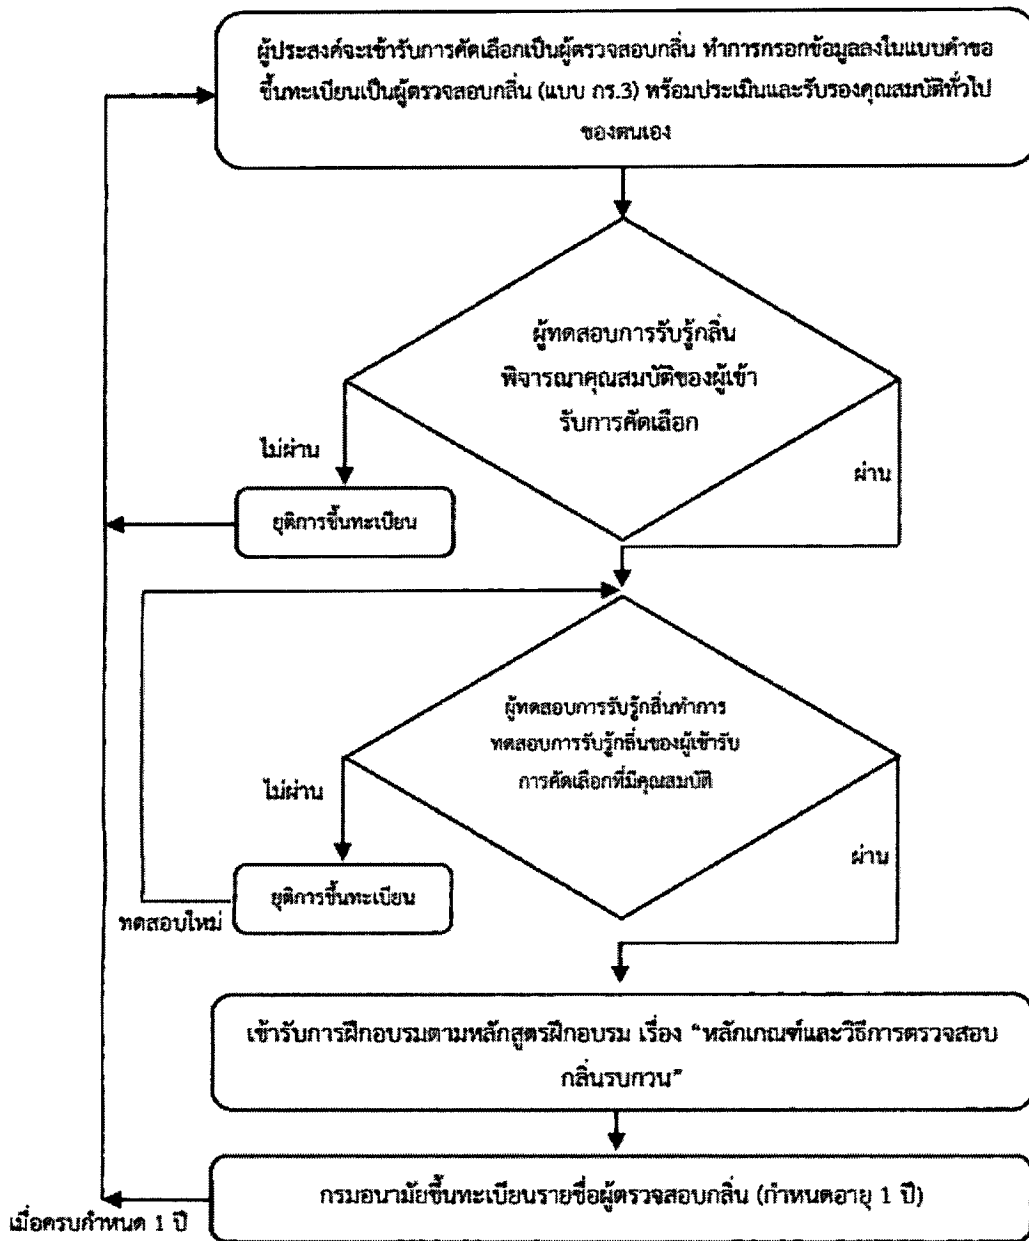 ผู้ประสงค์จะเข้ารับการคัดเลือกเป็นผู้ตรวจสอบกลิ่น ทำการกรอกข้อมูลลงในแบบคำขอ
ขึ้นทะเบียนเป็นผู้ตรวจสอบกลิ่น (แบบ กร.3) พร้อมประเมินและรับรองคุณสมบัติทั่วไป
ของตนเอง
ผู้ทดสอบการรับรู้กลิ่น
พิจารณาคุณสมบัติของผู้เข้า
รับการคัดเลือก
ไม่ผ่าน
ผ่าน
ยุติการขึ้นทะเบียน
ผู้ทดสอบการรับรู้กลิ่นทำการ
ทดสอบการรับรู้กลิ่นของผู้เข้ารับ
การคัดเลือกที่มีคุณสมบัติ
ไม่ผ่าน
ผ่าน
ยุติการขึ้นทะเบียน
ทดสอบใหม่
เข้ารับการฝึกอบรมตามหลักสูตรฝึกอบรม เรื่อง "หลักเกณฑ์และวิธีการตรวจสอบ
กลิ่นรบกวน"
กรมอนามัยขึ้นทะเบียนรายชื่อผู้ตรวจสอบกลิ่น (กำหนดอายุ 1 ปี)
เมื่อครบกำหนด 1 ปี